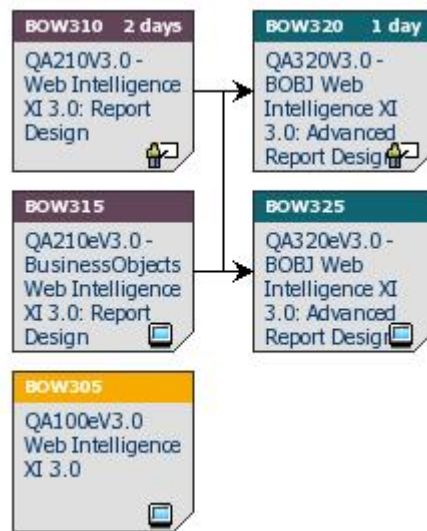 BOW310 2 days
QA210V3.0 -
Web Intelligence
XI 3.0: Report
Design
BOW320 1 day
QA320V3.0 -
BOBJ Web
Intelligence XI
3.0: Advanced
Report Design
BOW315
QA210eV3.0 -
BusinessObjects
Web Intelligence
XI 3.0: Report
Design
BOW325
QA320eV3.0 -
BOBJ Web
Intelligence XI
3.0: Advanced
Report Design
BOW305
QA100eV3.0
Web Intelligence
XI 3.0